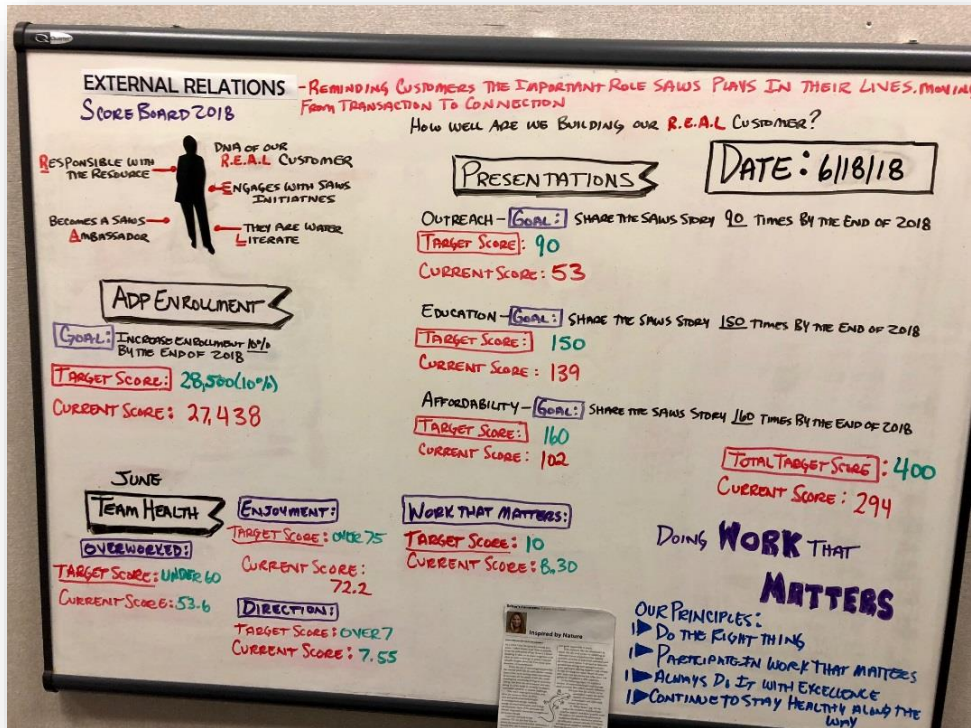 EXTERNAL RELATIONS - REMINDING CUSTOMERS THE IMPORTANT ROLE SAWS PLAYS IN THEIR LIVES. MOVING
SCOREBOARD 2018 FROM TRANSACTION TO CONNECTION
HOW WELL ARE WE BUILDING OUR R.E.A.L CUSTOMER?
DNA OF OUR
R.E.A.L CUSTOMER
RESPONSIBLE WITH
THE RESOURCE
ENGAGES WITH SAWS
INITIATIVES
BECOMES A SAWS
AMBASSADOR
THEY ARE WATER
LITERATE
PRESENTATIONS
DATE: 6/18/18
OUTREACH - GOAL: SHARE THE SAWS STORY 90 TIMES BY THE END OF 2018
TARGET SCORE: 90
CURRENT SCORE: 53
EDUCATION - GOAL: SHARE THE SAWS STORY 150 TIMES BY THE END OF 2018
TARGET SCORE: 150
CURRENT SCORE: 139
AFFORDABILITY - GOAL: SHARE THE SAWS STORY 160 TIMES BY THE END OF 2018
TARGET SCORE: 160
CURRENT SCORE: 102
TOTAL TARGET SCORE: 400
CURRENT SCORE: 294
ADP ENROLLMENT
GOAL: INCREASE ENROLLMENT 10%
BY THE END OF 2018
TARGET SCORE: 28,500(10%)
CURRENT SCORE: 27,438
JUNE
TEAM HEALTH
OVERWORKED:
TARGET SCORE: UNDER 60
CURRENT SCORE: 53.6
ENJOYMENT:
TARGET SCORE: OVER 75
CURRENT SCORE:
72.2
DIRECTION:
TARGET SCORE: OVER 7
CURRENT SCORE: 7.55
WORK THAT MATTERS:
TARGET SCORE: 10
CURRENT SCORE: 8.30
Inspired by Nature
DOING WORK THAT
MATTERS
OUR PRINCIPLES:
DO THE RIGHT THING
PARTICIPATE IN WORK THAT MATTERS
ALWAYS DO IT WITH EXCELLENCE
CONTINUE TO STAY HEALTHY ALONG THE
WAY